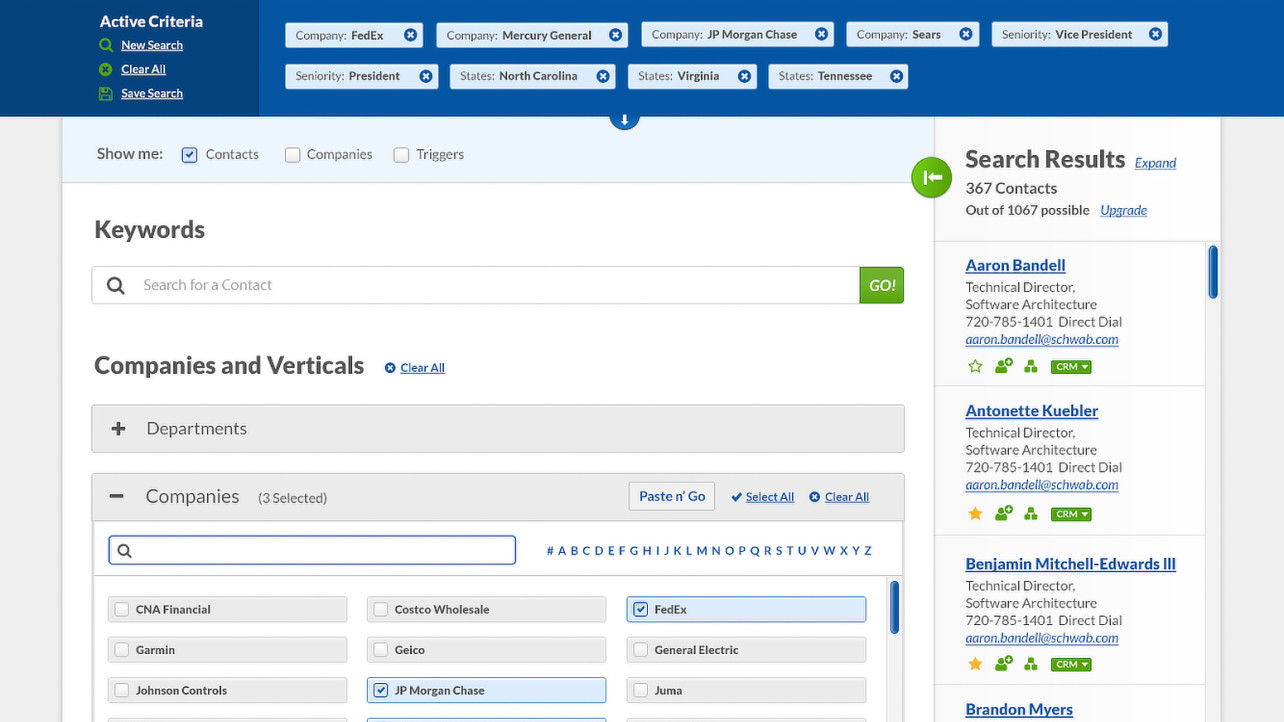 Active Criteria
New Search
Clear All
Save Search
Company: FedEx
Company: Mercury General
Company: JP Morgan Chase
Company: Sears
Seniority: Vice President
Seniority: President
States: North Carolina
States: Virginia
States: Tennessee
Show me:
Contacts
Companies
Triggers
Keywords
Search for a Contact
GO!
Companies and Verticals
Clear All
Departments
Companies (3 Selected)
Paste n' Go
Select All
Clear All
# A B C D E F G H I J K L M N O P Q R S T U V W X Y Z
CNA Financial
Costco Wholesale
FedEx
Garmin
Geico
General Electric
Johnson Controls
JP Morgan Chase
Juma
Search Results Expand
367 Contacts
Out of 1067 possible Upgrade
Aaron Bandell
Technical Director,
Software Architecture
720-785-1401 Direct Dial
aaron.bandell@schwab.com
CRM
Antonette Kuebler
Technical Director,
Software Architecture
720-785-1401 Direct Dial
aaron.bandell@schwab.com
CRM
Benjamin Mitchell-Edwards III
Technical Director,
Software Architecture
720-785-1401 Direct Dial
aaron.bandell@schwab.com
CRM
Brandon Myers